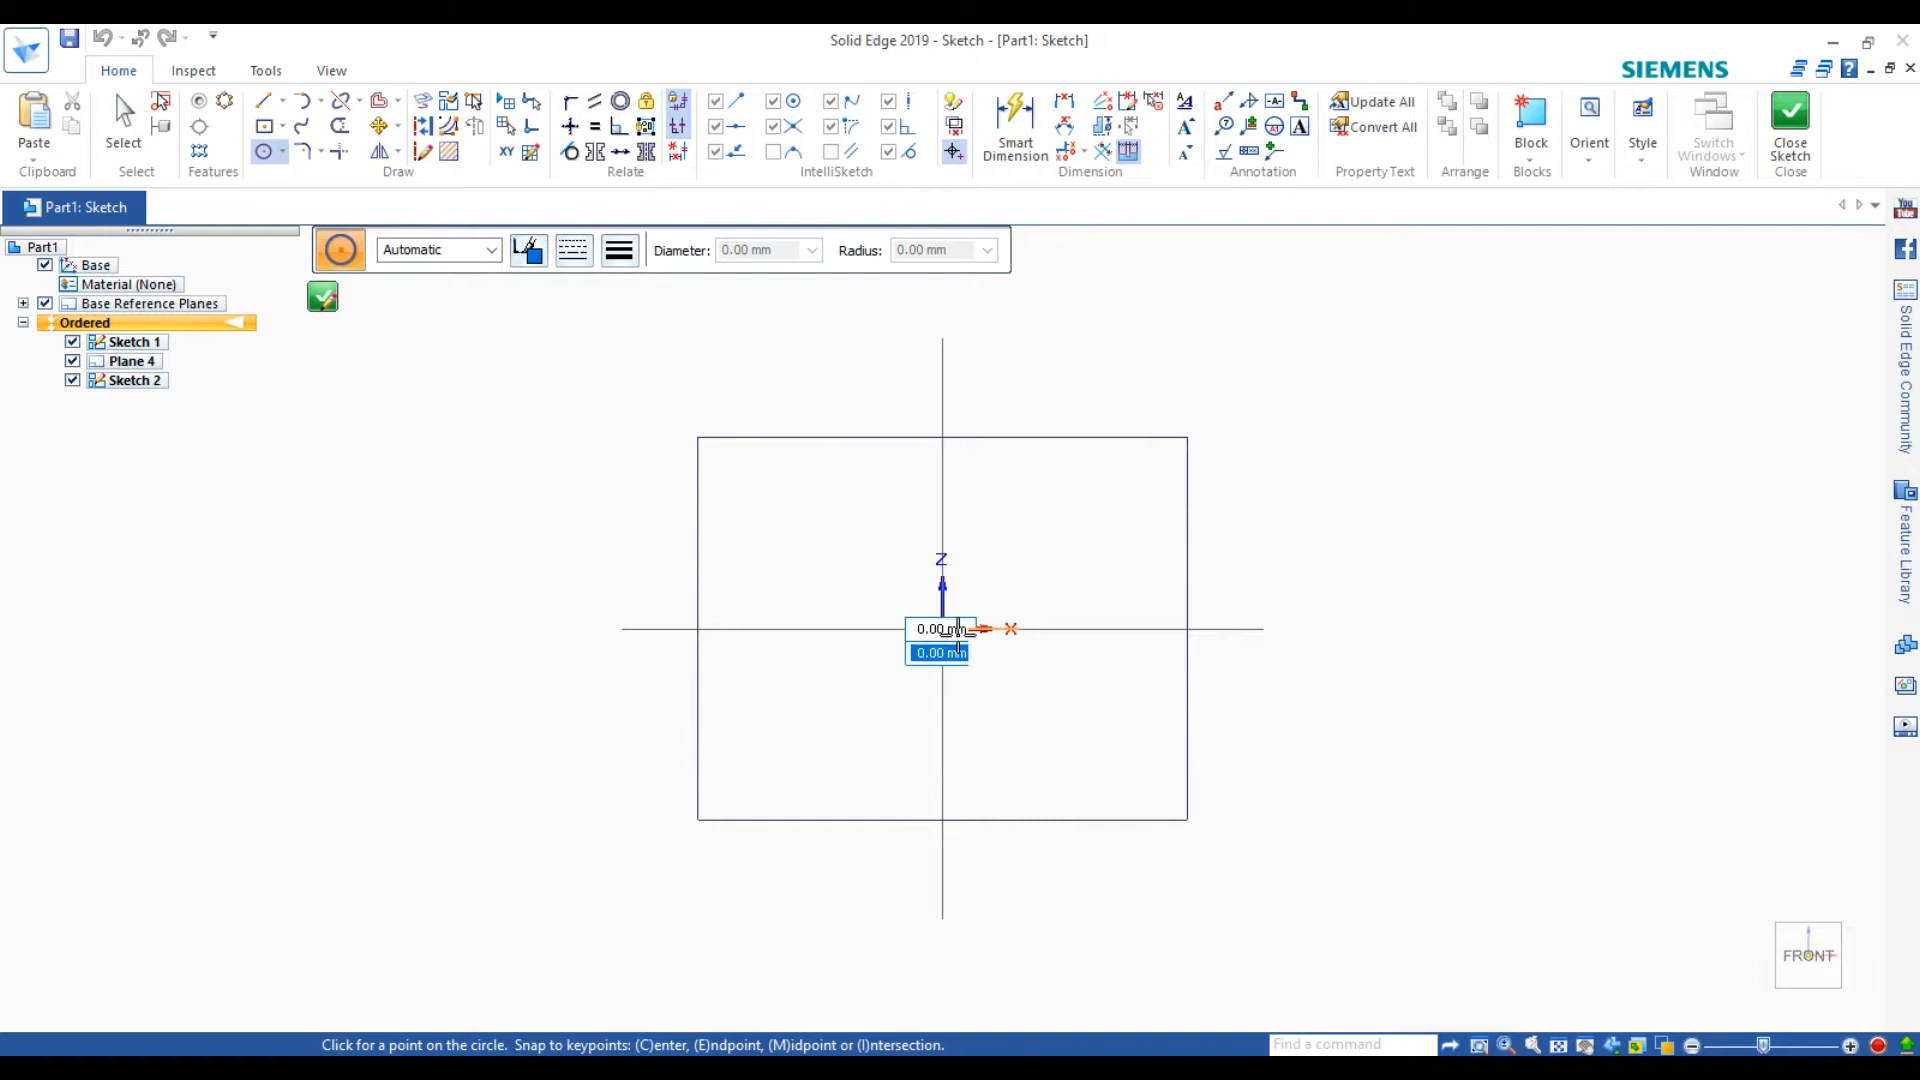 Solid Edge 2019 - Sketch - [Part1: Sketch]
Home Inspect Tools View
SIEMENS
Paste
Select
Smart Dimension
Update All
Convert All
Block
Orient
Style
Switch Windows
Close Sketch
Clipboard
Select
Features
Draw
Relate
IntelliSketch
Dimension
Annotation
Property Text
Arrange
Blocks
Window
Close
XY
A
A
A
A
Part1: Sketch
You Tube
Automatic
Diameter: 0.00 mm
Radius: 0.00 mm
Part1
Base
Material (None)
Base Reference Planes
Ordered
Sketch 1
Plane 4
Sketch 2
Solid Edge Community
Feature Library
Z
0.00 mm
X
0.00 mm
FRONT
Click for a point on the circle. Snap to keypoints: (C)enter, (E)ndpoint, (M)idpoint or (I)ntersection.
Find a command